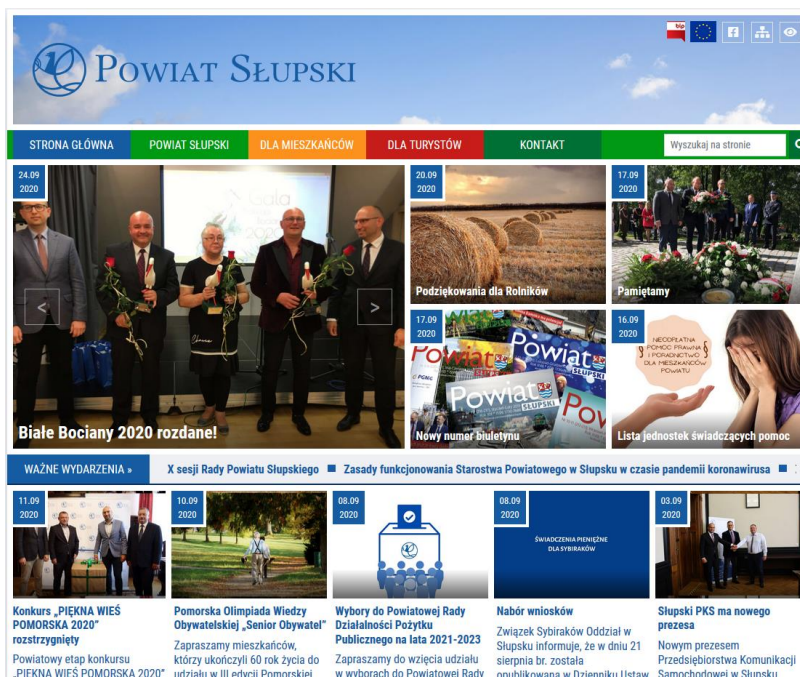 bip
POWIAT SŁUPSKI
STRONA GŁÓWNA
POWIAT SŁUPSKI
DLA MIESZKAŃCÓW
DLA TURYSTÓW
KONTAKT
Wyszukaj na stronie
24.09
2020
Gala
2020
<
>
Białe Bociany 2020 rozdane!
20.09
2020
Podziękowania dla Rolników
17.09
2020
Pamiętamy
17.09
2020
Powiat
SŁUPSKI
Powiat
SŁUPSKI
Nowy numer biuletynu
16.09
2020
NIEODPŁATNA
POMOC PRAWNA
I PORADNICTWO
DLA MIESZKAŃCÓW
POWIATU
§ §
Lista jednostek świadczących pomoc
WAŻNE WYDARZENIA »
X sesji Rady Powiatu Słupskiego ■ Zasady funkcjonowania Starostwa Powiatowego w Słupsku w czasie pandemii koronawirusa ■
11.09
2020
Konkurs „PIĘKNA WIEŚ
POMORSKA 2020”
rozstrzygnięty
Powiatowy etap konkursu
„PIĘKNA WIEŚ POMORSKA 2020”
10.09
2020
Pomorska Olimpiada Wiedzy
Obywatelskiej „Senior Obywatel”
Zapraszamy mieszkańców,
którzy ukończyli 60 rok życia do
udziału w III edycji Pomorskiej
08.09
2020
Wybory do Powiatowej Rady
Działalności Pożytku
Publicznego na lata 2021-2023
Zapraszamy do wzięcia udziału
w wyborach do Powiatowej Rady
08.09
2020
ŚWIADCZENIA PIENIĘŻNE
DLA SYBIRAKÓW
Nabór wniosków
Związek Sybiraków Oddział w
Słupsku informuje, że w dniu 21
sierpnia br. została
opublikowana w Dzienniku Ustaw
03.09
2020
Słupski PKS ma nowego
prezesa
Nowym prezesem
Przedsiębiorstwa Komunikacji
Samochodowej w Słupsku